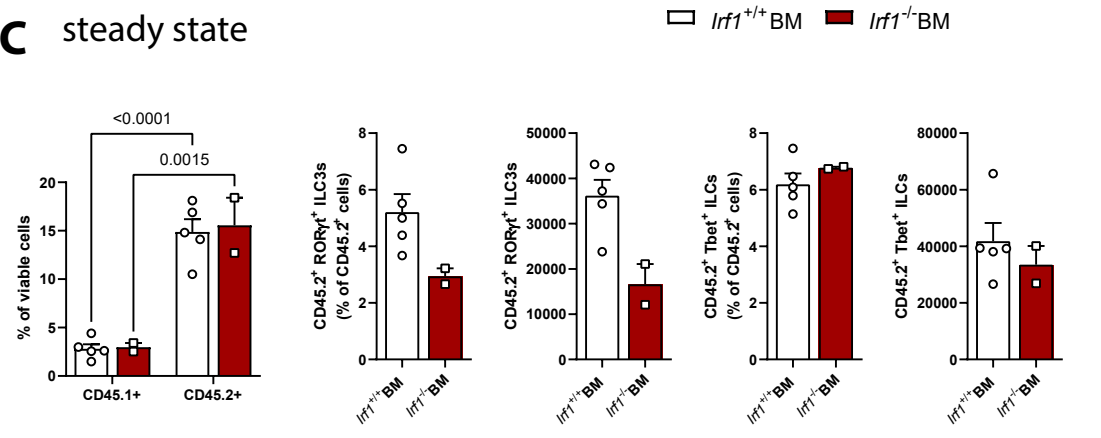 C steady state
Irf1+/+BM Irf1-/-BM
<0.0001
0.0015
% of viable cells
20
15
10
5
0
CD45.1+ CD45.2+
CD45.2+ RORγt+ ILC3s
(% of CD45.2+ cells)
8
6
4
2
0
Irf1+/+BM Irf1-/-BM
CD45.2+ RORγt+ ILC3s
50000
40000
30000
20000
10000
0
Irf1+/+BM Irf1-/-BM
CD45.2+ Tbet+ ILCs
(% of CD45.2+ cells)
8
6
4
2
0
Irf1+/+BM Irf1-/-BM
CD45.2+ Tbet+ ILCs
80000
60000
40000
20000
0
Irf1+/+BM Irf1-/-BM